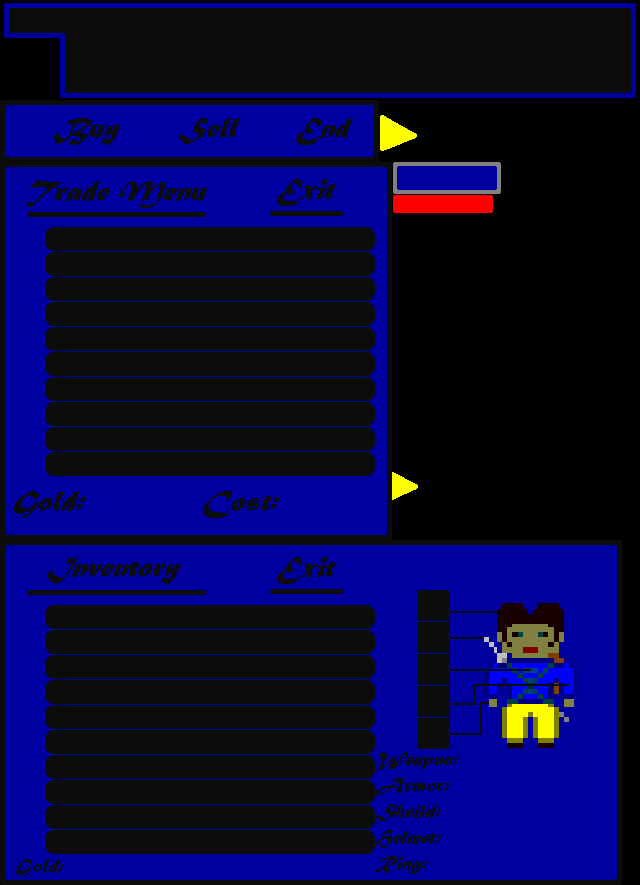 Buy Sell End
Trade Menu Exit
Gold: Cost:
Inventory Exit
Weapon:
Armor:
Sheild:
Helmet:
Ring:
Gold: